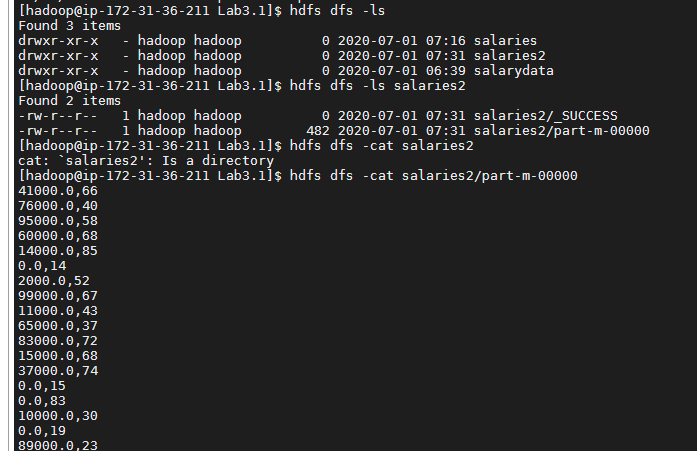 [hadoop@ip-172-31-36-211 Lab3.1]$ hdfs dfs -ls
Found 3 items
drwxr-xr-x   - hadoop hadoop          0 2020-07-01 07:16 salaries
drwxr-xr-x   - hadoop hadoop          0 2020-07-01 07:31 salaries2
drwxr-xr-x   - hadoop hadoop          0 2020-07-01 06:39 salarydata
[hadoop@ip-172-31-36-211 Lab3.1]$ hdfs dfs -ls salaries2
Found 2 items
-rw-r--r--   1 hadoop hadoop          0 2020-07-01 07:31 salaries2/_SUCCESS
-rw-r--r--   1 hadoop hadoop        482 2020-07-01 07:31 salaries2/part-m-00000
[hadoop@ip-172-31-36-211 Lab3.1]$ hdfs dfs -cat salaries2
cat: `salaries2': Is a directory
[hadoop@ip-172-31-36-211 Lab3.1]$ hdfs dfs -cat salaries2/part-m-00000
41000.0,66
76000.0,40
95000.0,58
60000.0,68
14000.0,85
0.0,14
2000.0,52
99000.0,67
11000.0,43
65000.0,37
83000.0,72
15000.0,68
37000.0,74
0.0,15
0.0,83
10000.0,30
0.0,19
89000.0,23